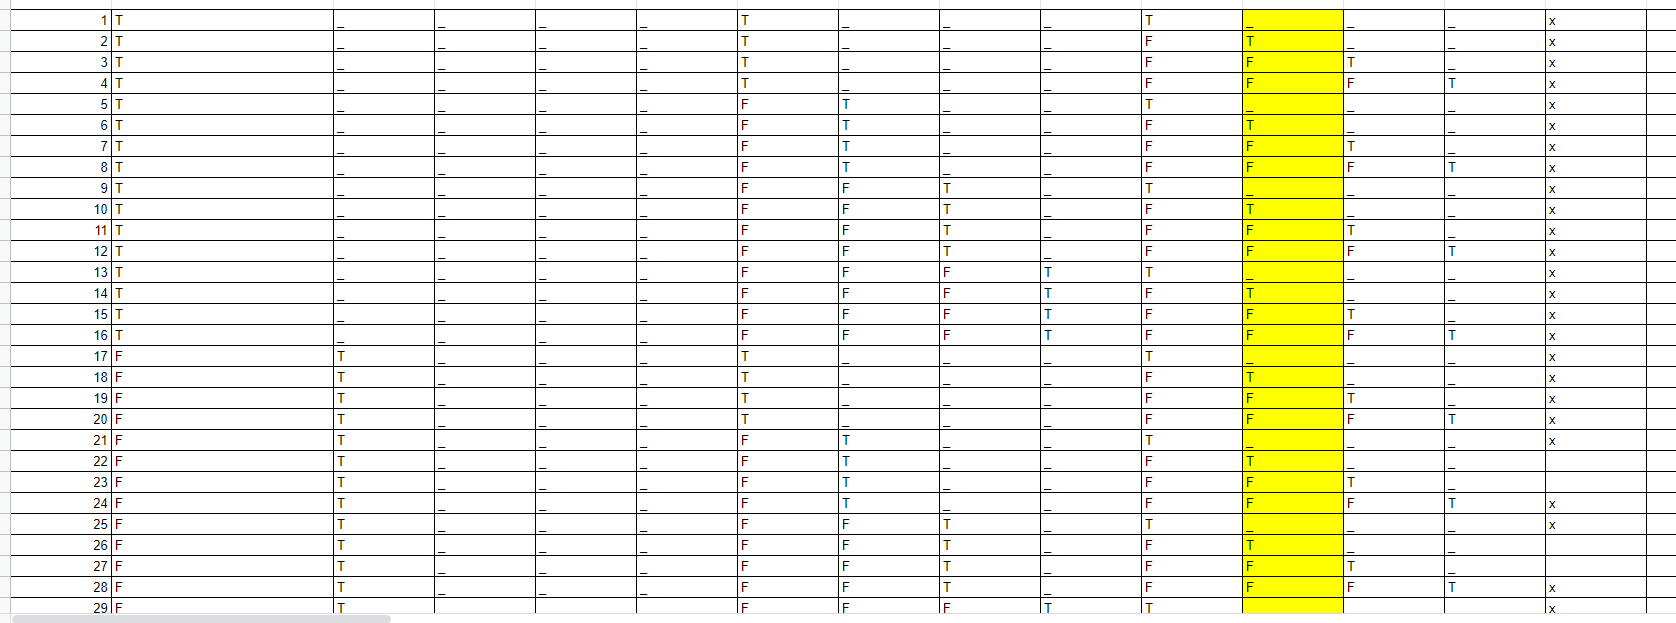 1 T _ _ _ _ T _ _ _ T _ _ _ x
2 T _ _ _ _ T _ _ _ F T _ _ x
3 T _ _ _ _ T _ _ _ F F T _ x
4 T _ _ _ _ T _ _ _ F F F T x
5 T _ _ _ _ F T _ _ T _ _ _ x
6 T _ _ _ _ F T _ _ F T _ _ x
7 T _ _ _ _ F T _ _ F F T _ x
8 T _ _ _ _ F T _ _ F F F T x
9 T _ _ _ _ F F T _ T _ _ _ x
10 T _ _ _ _ F F T _ F T _ _ x
11 T _ _ _ _ F F T _ F F T _ x
12 T _ _ _ _ F F T _ F F F T x
13 T _ _ _ _ F F F T T _ _ _ x
14 T _ _ _ _ F F F T F T _ _ x
15 T _ _ _ _ F F F T F F T _ x
16 T _ _ _ _ F F F T F F F T x
17 F T _ _ _ T _ _ _ T _ _ _ x
18 F T _ _ _ T _ _ _ F T _ _ x
19 F T _ _ _ T _ _ _ F F T _ x
20 F T _ _ _ T _ _ _ F F F T x
21 F T _ _ _ F T _ _ T _ _ _ x
22 F T _ _ _ F T _ _ F T _ _
23 F T _ _ _ F T _ _ F F T _
24 F T _ _ _ F T _ _ F F F T x
25 F T _ _ _ F F T _ T _ _ _ x
26 F T _ _ _ F F T _ F T _ _
27 F T _ _ _ F F T _ F F T _
28 F T _ _ _ F F T _ F F F T x
29 F T F F F T T x